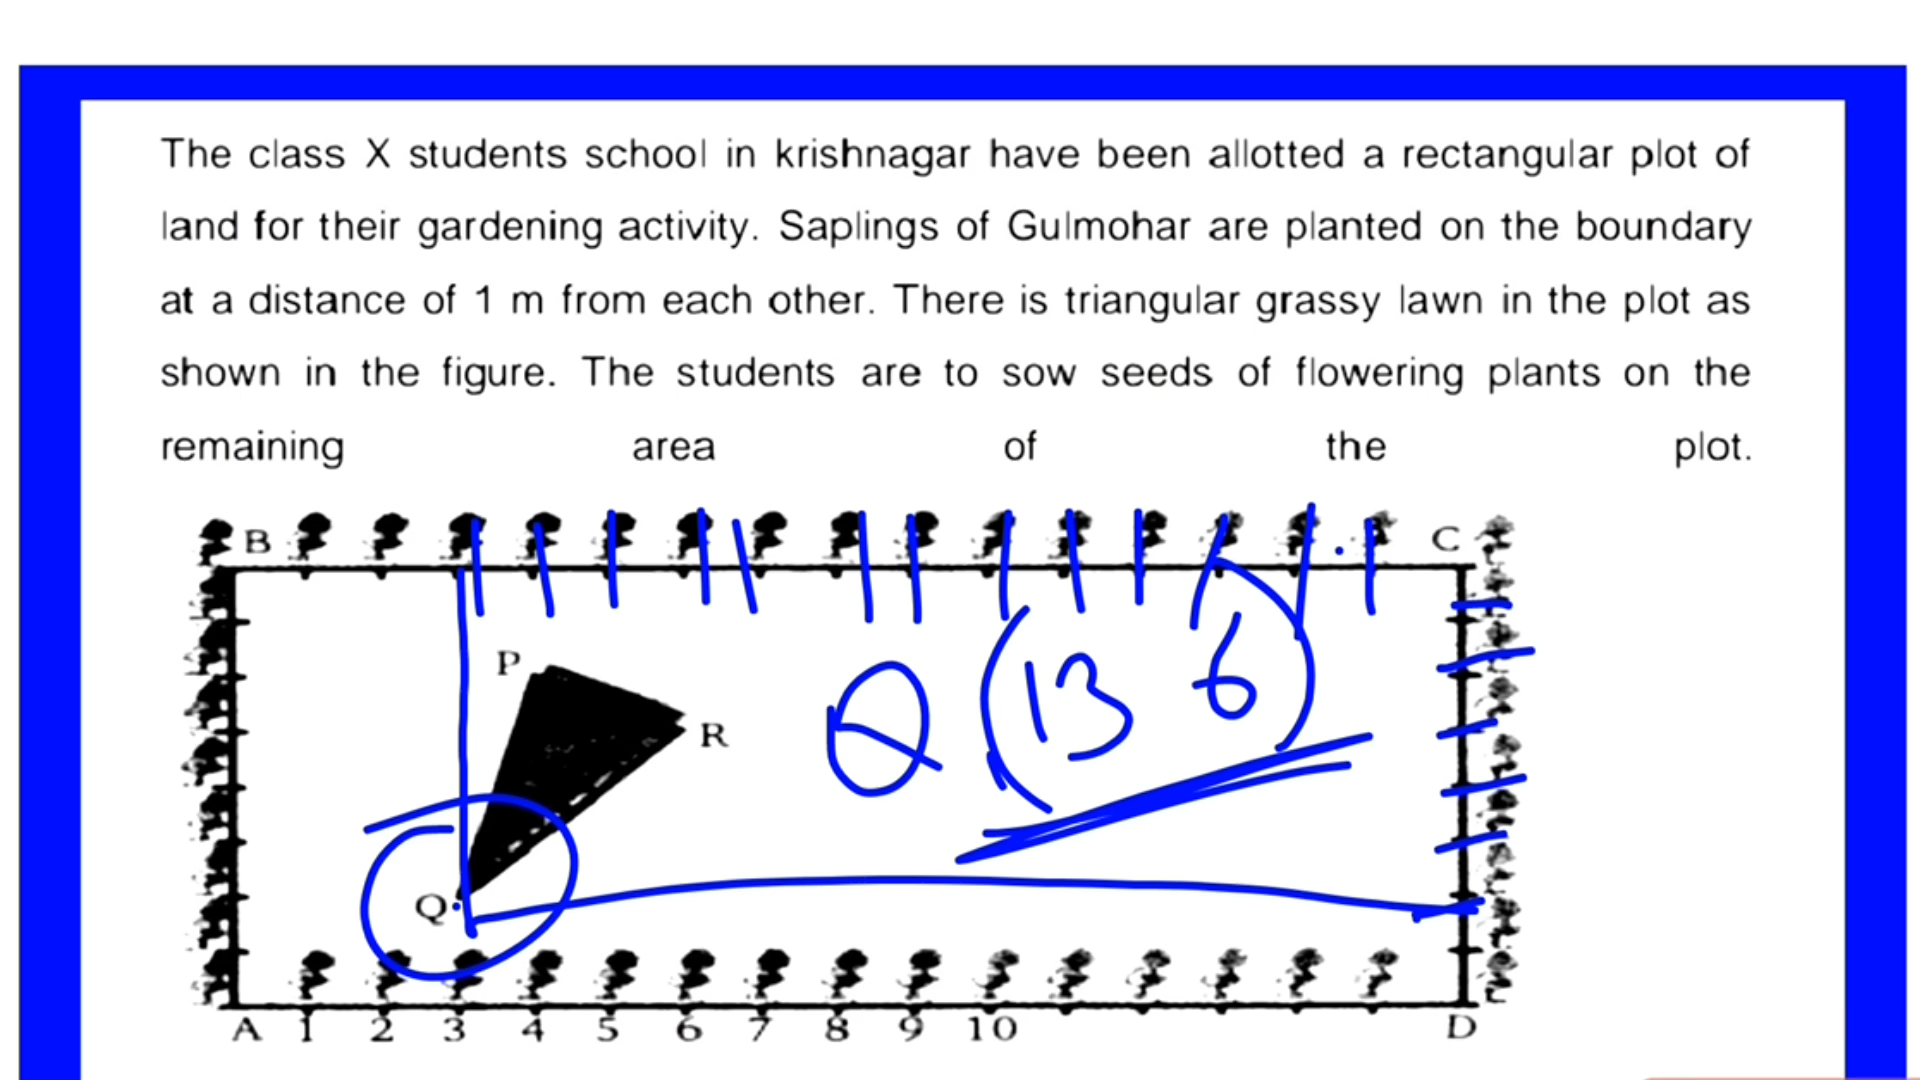 The class X students school in krishnagar have been allotted a rectangular plot of
land for their gardening activity. Saplings of Gulmohar are planted on the boundary
at a distance of 1 m from each other. There is triangular grassy lawn in the plot as
shown in the figure. The students are to sow seeds of flowering plants on the
remaining area of the plot.
B C
P
R
Q (13 6)
Q
A 1 2 3 4 5 6 7 8 9 10 D